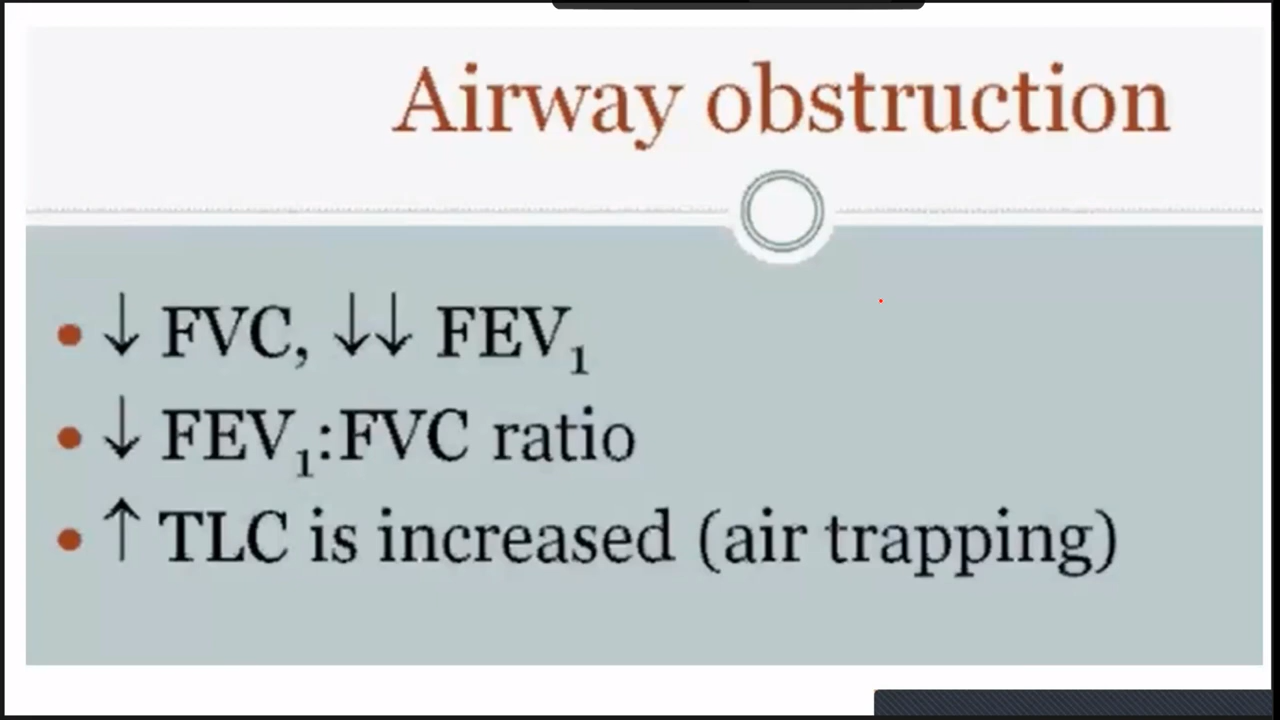 Airway obstruction
• ↓ FVC, ↓↓ FEV₁
• ↓ FEV₁:FVC ratio
• ↑ TLC is increased (air trapping)